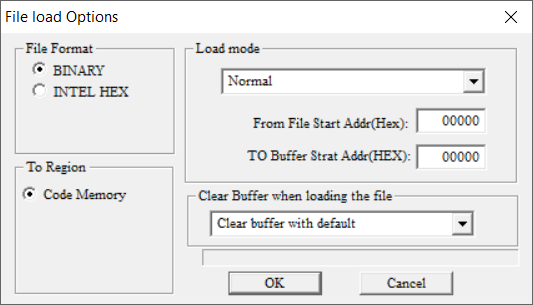 File load Options
File Format
BINARY
INTEL HEX
To Region
Code Memory
Load mode
Normal
From File Start Addr(Hex): 00000
TO Buffer Strat Addr(HEX): 00000
Clear Buffer when loading the file
Clear buffer with default
OK
Cancel